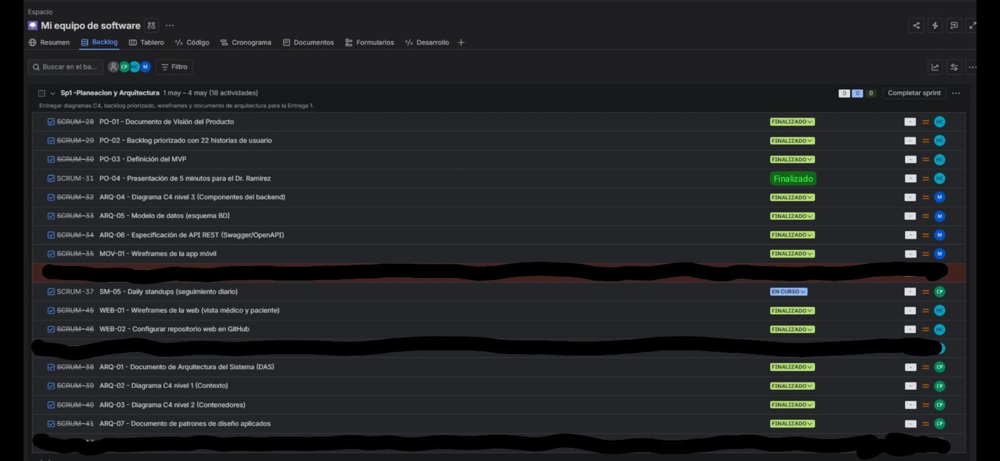 Espacio
Mi equipo de software
Resumen Backlog Tablero Código Cronograma Documentos Formularios Desarrollo
Buscar en el ba... CP HC M Filtro
Sp1 -Planeacion y Arquitectura 1 may – 4 may (18 actividades) 0 0 0 Completar sprint
Entregar diagramas C4, backlog priorizado, wireframes y documento de arquitectura para la Entrega 1.
SCRUM-28 PO-01 - Documento de Visión del Producto FINALIZADO - HC
SCRUM-29 PO-02 - Backlog priorizado con 22 historias de usuario FINALIZADO - HC
SCRUM-30 PO-03 - Definición del MVP FINALIZADO - HC
SCRUM-31 PO-04 - Presentación de 5 minutos para el Dr. Ramírez Finalizado - HC
SCRUM-32 ARQ-04 - Diagrama C4 nivel 3 (Componentes del backend) FINALIZADO - M
SCRUM-33 ARQ-05 - Modelo de datos (esquema BD) FINALIZADO - M
SCRUM-34 ARQ-06 - Especificación de API REST (Swagger/OpenAPI) FINALIZADO - M
SCRUM-35 MOV-01 - Wireframes de la app móvil FINALIZADO - M
SCRUM-37 SM-05 - Daily standups (seguimiento diario) EN CURSO - CP
SCRUM-45 WEB-01 - Wireframes de la web (vista médico y paciente) FINALIZADO - HC
SCRUM-46 WEB-02 - Configurar repositorio web en GitHub FINALIZADO - HC
SCRUM-38 ARQ-01 - Documento de Arquitectura del Sistema (DAS) FINALIZADO - CP
SCRUM-39 ARQ-02 - Diagrama C4 nivel 1 (Contexto) FINALIZADO - CP
SCRUM-40 ARQ-03 - Diagrama C4 nivel 2 (Contenedores) FINALIZADO - CP
SCRUM-41 ARQ-07 - Documento de patrones de diseño aplicados FINALIZADO - CP